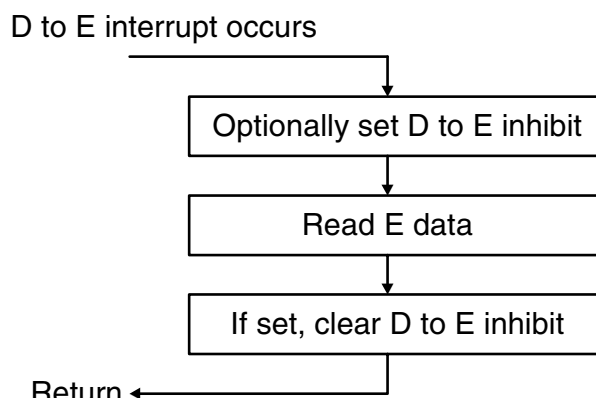 D to E interrupt occurs
Optionally set D to E inhibit
Read E data
If set, clear D to E inhibit
Return